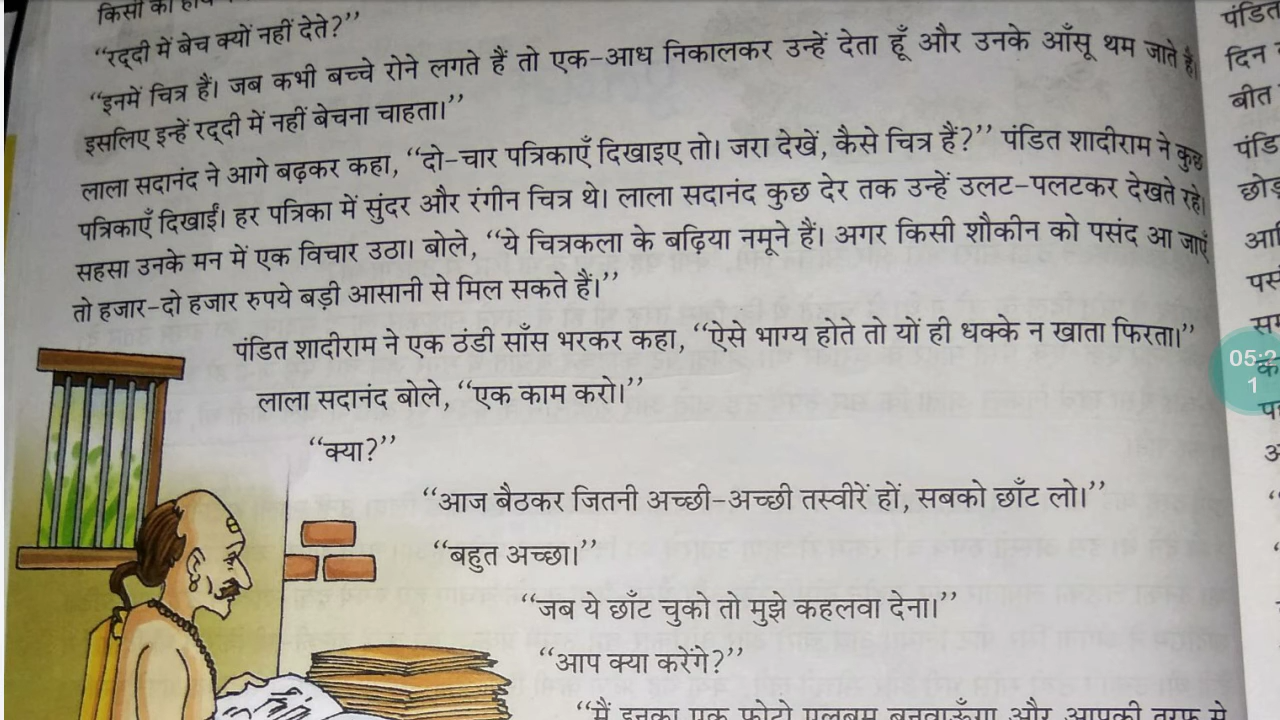 किसी को
“रद्दी में बेच क्यों नहीं देते?”
“इनमें चित्र हैं। जब कभी बच्चे रोने लगते हैं तो एक-आध निकालकर उन्हें देता हूँ और उनके आँसू थम जाते हैं।
इसलिए इन्हें रद्दी में नहीं बेचना चाहता।”
लाला सदानंद ने आगे बढ़कर कहा, “दो-चार पत्रिकाएँ दिखाइए तो। जरा देखें, कैसे चित्र हैं?” पंडित शादीराम ने कुछ
पत्रिकाएँ दिखाईं। हर पत्रिका में सुंदर और रंगीन चित्र थे। लाला सदानंद कुछ देर तक उन्हें उलट-पलटकर देखते रहे।
सहसा उनके मन में एक विचार उठा। बोले, “ये चित्रकला के बढ़िया नमूने हैं। अगर किसी शौकीन को पसंद आ जाएँ
तो हजार-दो हजार रुपये बड़ी आसानी से मिल सकते हैं।”
पंडित शादीराम ने एक ठंडी साँस भरकर कहा, “ऐसे भाग्य होते तो यों ही धक्के न खाता फिरता।”
लाला सदानंद बोले, “एक काम करो।”
“क्या?”
“आज बैठकर जितनी अच्छी-अच्छी तस्वीरें हों, सबको छाँट लो।”
“बहुत अच्छा।”
“जब ये छाँट चुको तो मुझे कहलवा देना।”
“आप क्या करेंगे?”
“मैं इनका एक फोटो एलबम बनवाऊँगा और आपकी तरफ से
पंडित
दिन
बीत
05:21